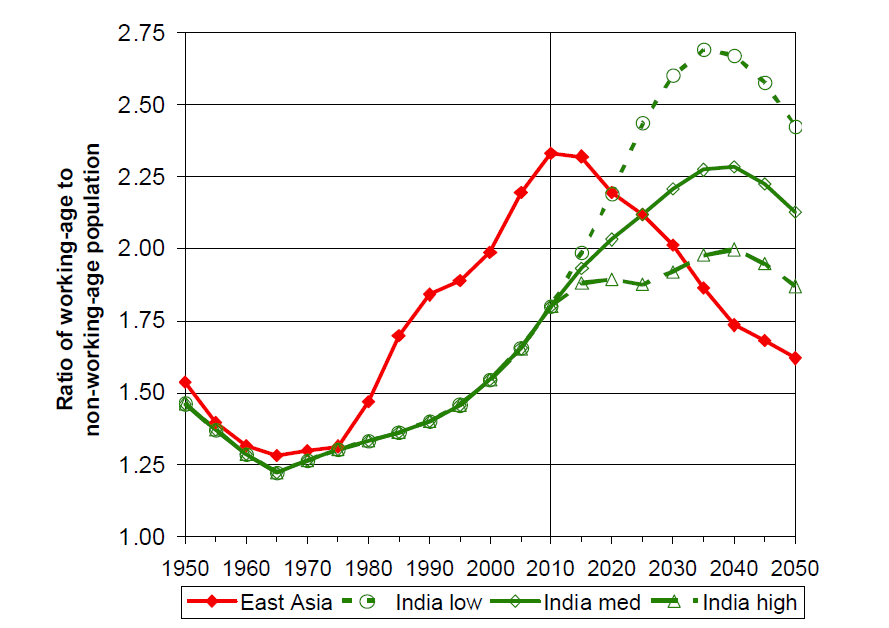 2.75
2.50
2.25
2.00
1.75
1.50
1.25
1.00
Ratio of working-age to
non-working-age population
1950 1960 1970 1980 1990 2000 2010 2020 2030 2040 2050
East Asia India low India med India high